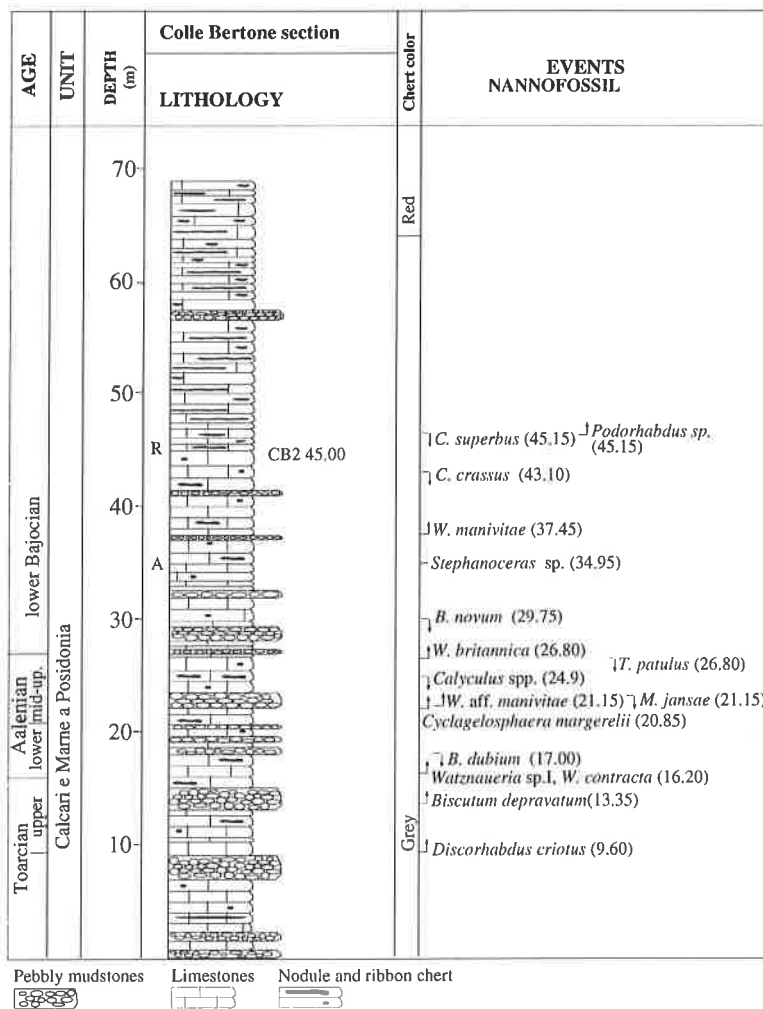 AGE
UNIT
DEPTH
(m)
Colle Bertone section
LITHOLOGY
Chert color
EVENTS
NANNOFOSSIL
70
60
50
40
30
20
10
lower Bajocian
Aalenian
mid-up.
lower
Toarcian
upper
Calcari e Marne a Posidonia
R
A
CB2 45.00
Red
Grey
C. superbus (45.15) Podorhabdus sp.
(45.15)
C. crassus (43.10)
W. manivitae (37.45)
Stephanoceras sp. (34.95)
B. novum (29.75)
W. britannica (26.80)
T. patulus (26.80)
Calyculus spp. (24.9)
W. aff. manivitae (21.15) M. jansae (21.15)
Cyclagelosphaera margerelii (20.85)
B. dubium (17.00)
Watznaueria sp.I, W. contracta (16.20)
Biscutum depravatum(13.35)
Discorhabdus criotus (9.60)
Pebbly mudstones
Limestones
Nodule and ribbon chert